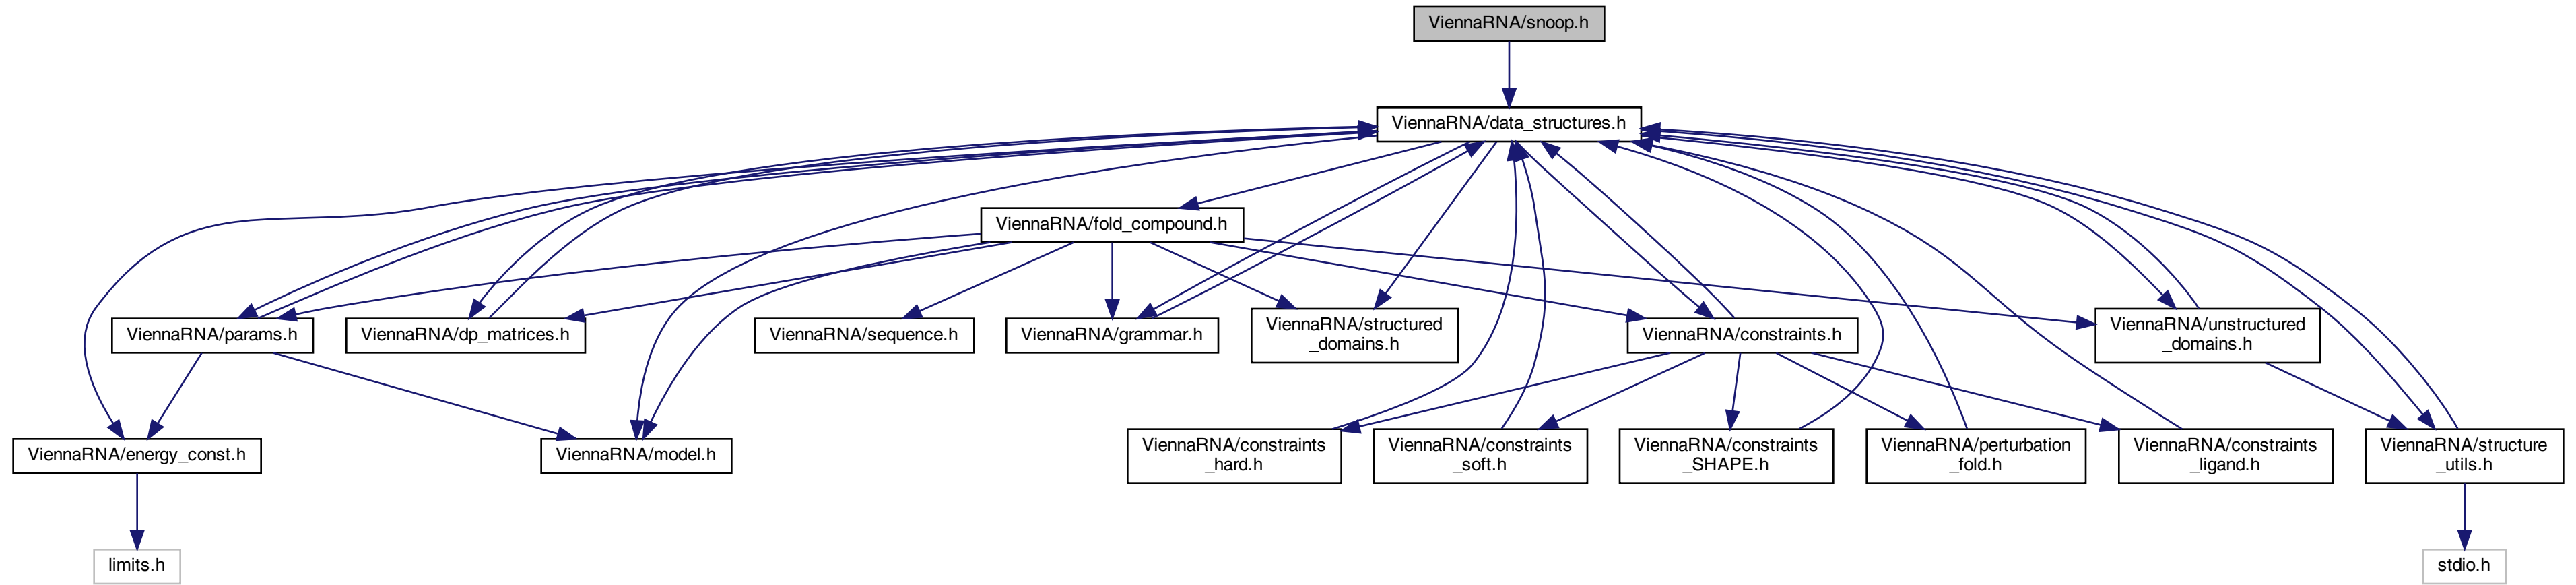 ViennaRNA/snoop.h
ViennaRNA/data_structures.h
ViennaRNA/fold_compound.h
ViennaRNA/params.h
ViennaRNA/dp_matrices.h
ViennaRNA/sequence.h
ViennaRNA/grammar.h
ViennaRNA/structured
_domains.h
ViennaRNA/constraints.h
ViennaRNA/unstructured
_domains.h
ViennaRNA/energy_const.h
ViennaRNA/model.h
ViennaRNA/constraints
_hard.h
ViennaRNA/constraints
_soft.h
ViennaRNA/constraints
_SHAPE.h
ViennaRNA/perturbation
_fold.h
ViennaRNA/constraints
_ligand.h
ViennaRNA/structure
_utils.h
limits.h
stdio.h